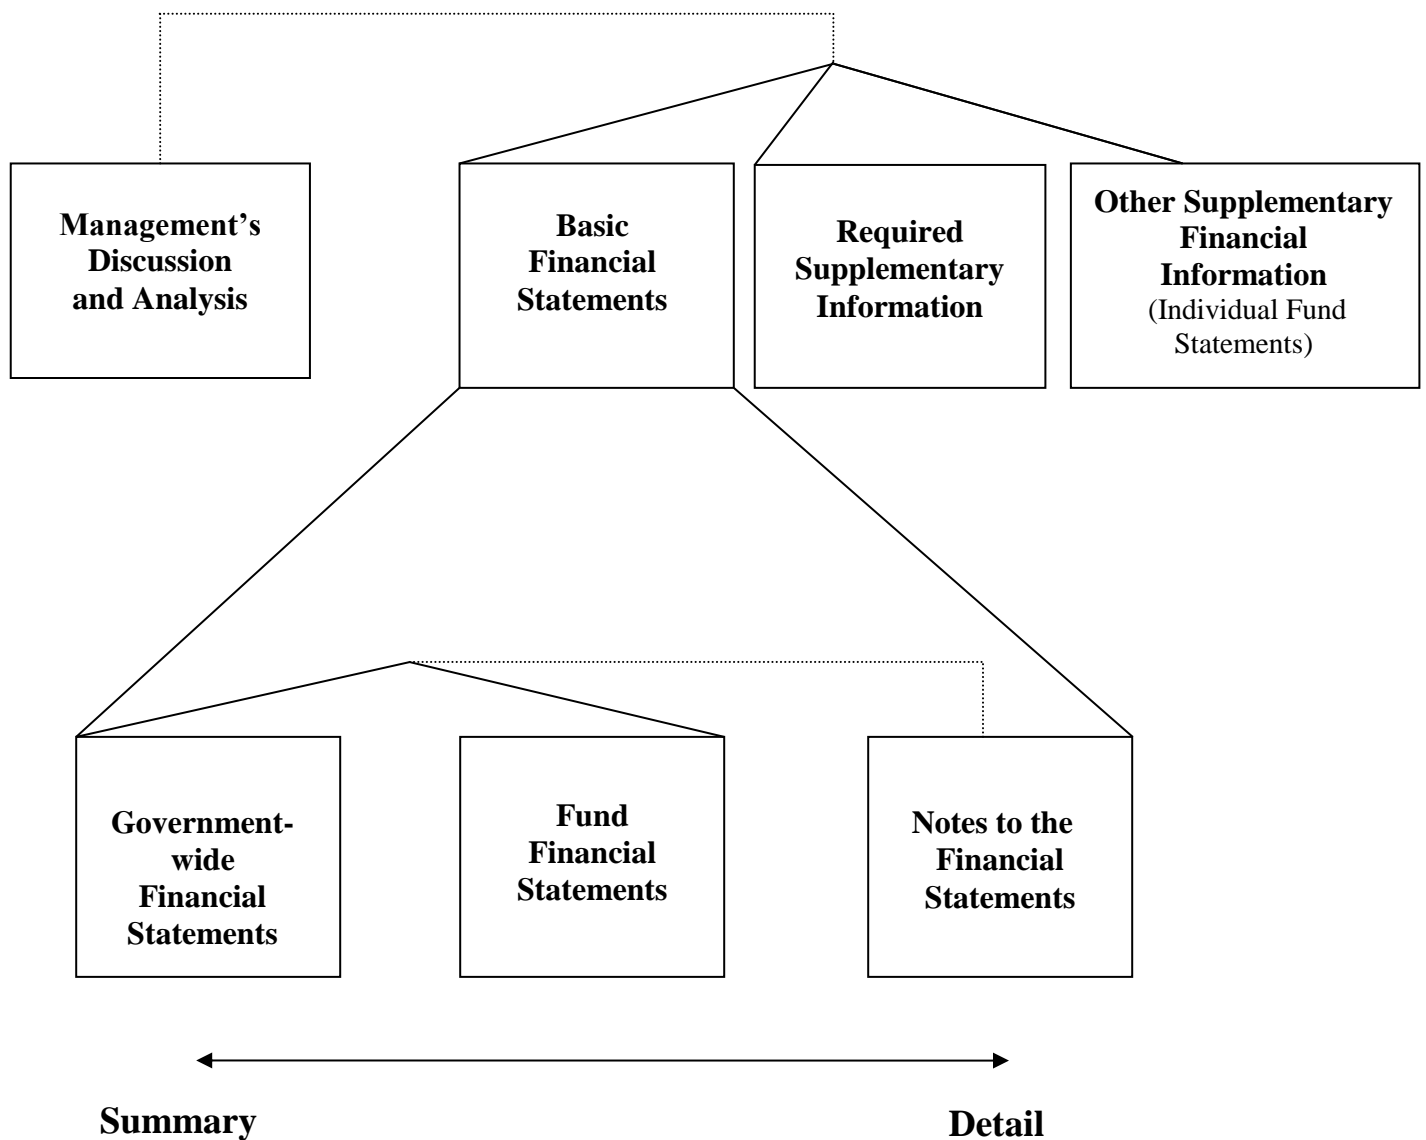 Management’s
Discussion
and Analysis
Basic
Financial
Statements
Required
Supplementary
Information
Other Supplementary
Financial
Information
(Individual Fund
Statements)
Government-
wide
Financial
Statements
Fund
Financial
Statements
Notes to the
Financial
Statements
Summary
Detail